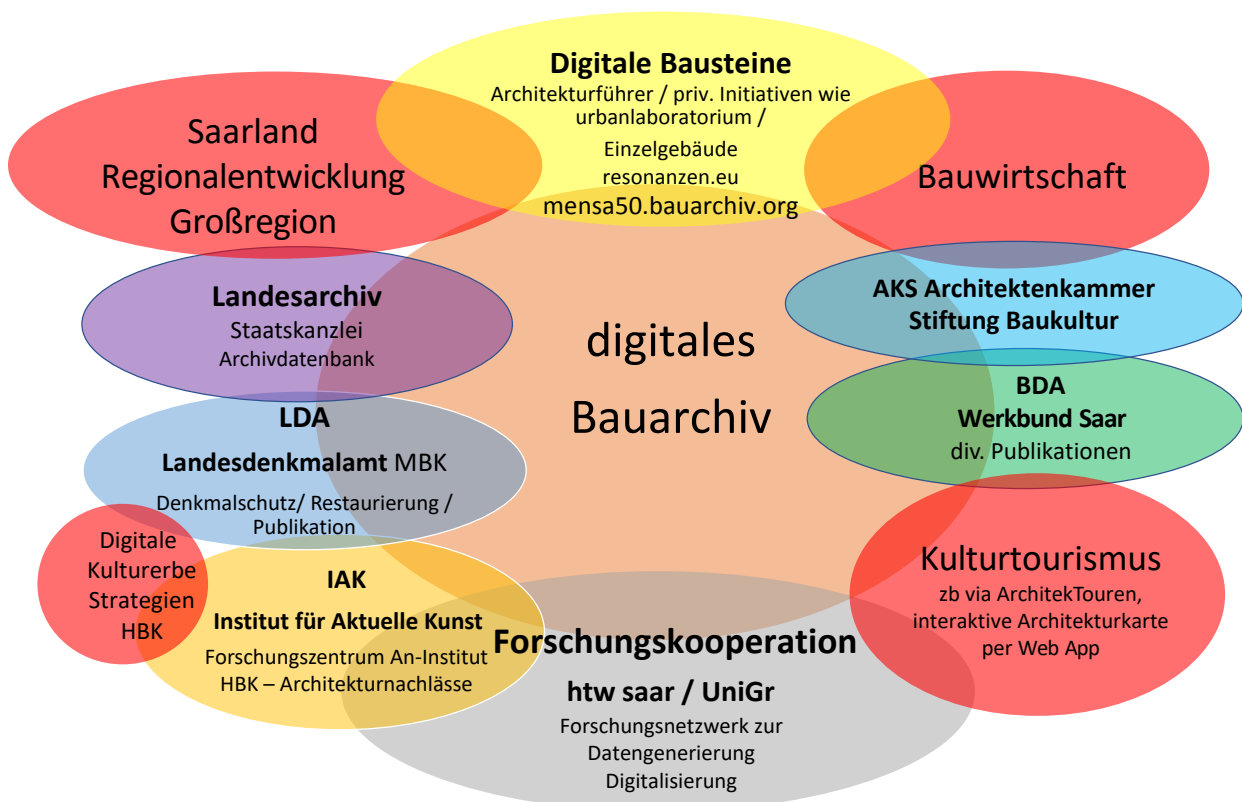 Digitale Bausteine
Architekturführer / priv. Initiativen wie
urbanlaboratorium /
Einzelgebäude
resonanzen.eu
mensa50.bauarchiv.org
Saarland
Regionalentwicklung
Großregion
Bauwirtschaft
Landesarchiv
Staatskanzlei
Archivdatenbank
digitales
Bauarchiv
AKS Architektenkammer
Stiftung Baukultur
BDA
Werkbund Saar
div. Publikationen
LDA
Landesdenkmalamt MBK
Denkmalschutz/ Restaurierung /
Publikation
Digitale
Kulturerbe
Strategien
HBK
IAK
Institut für Aktuelle Kunst
Forschungszentrum An-Institut
HBK – Architekturnachlässe
Forschungskooperation
htw saar / UniGr
Forschungsnetzwerk zur
Datengenerierung
Digitalisierung
Kulturtourismus
zb via ArchitekTouren,
interaktive Architekturkarte
per Web App